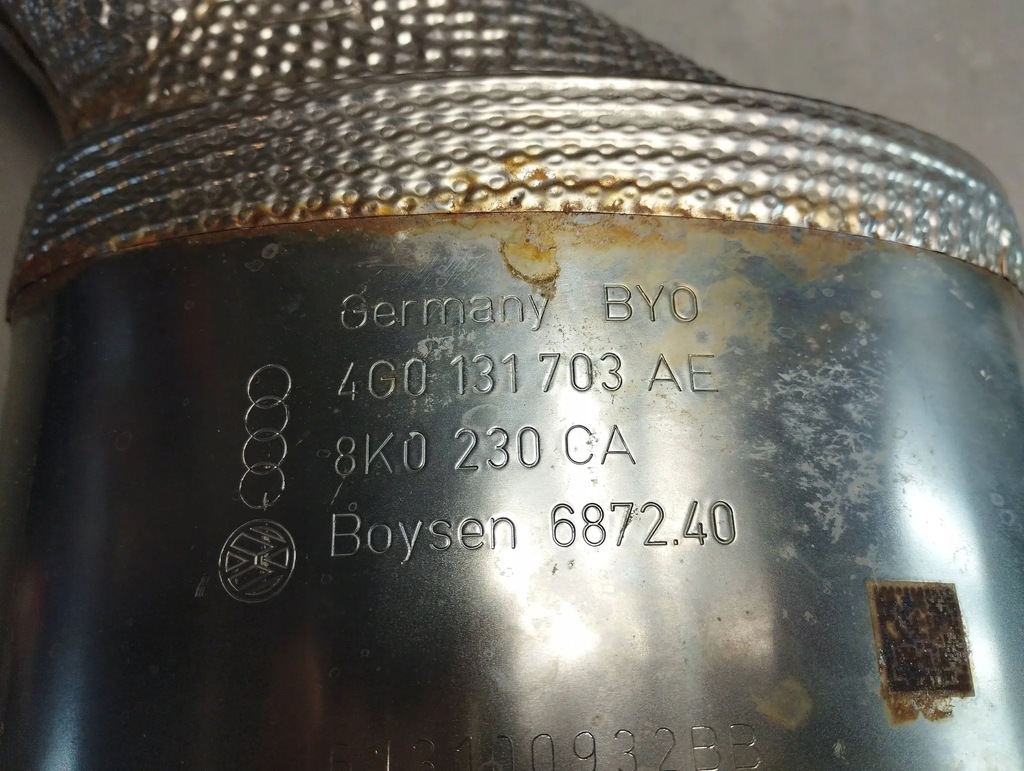 Germany BYO
4G0 131 703 AE
8K0 230 CA
Boysen 6872.40